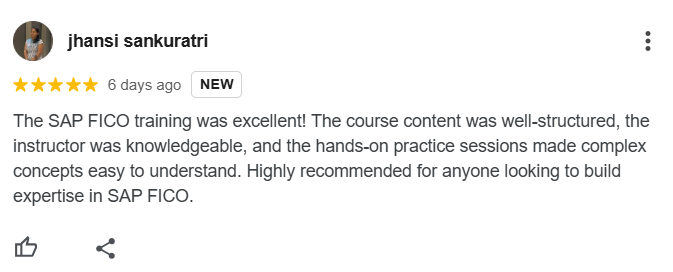 jhansi sankuratri
6 days ago NEW
The SAP FICO training was excellent! The course content was well-structured, the
instructor was knowledgeable, and the hands-on practice sessions made complex
concepts easy to understand. Highly recommended for anyone looking to build
expertise in SAP FICO.